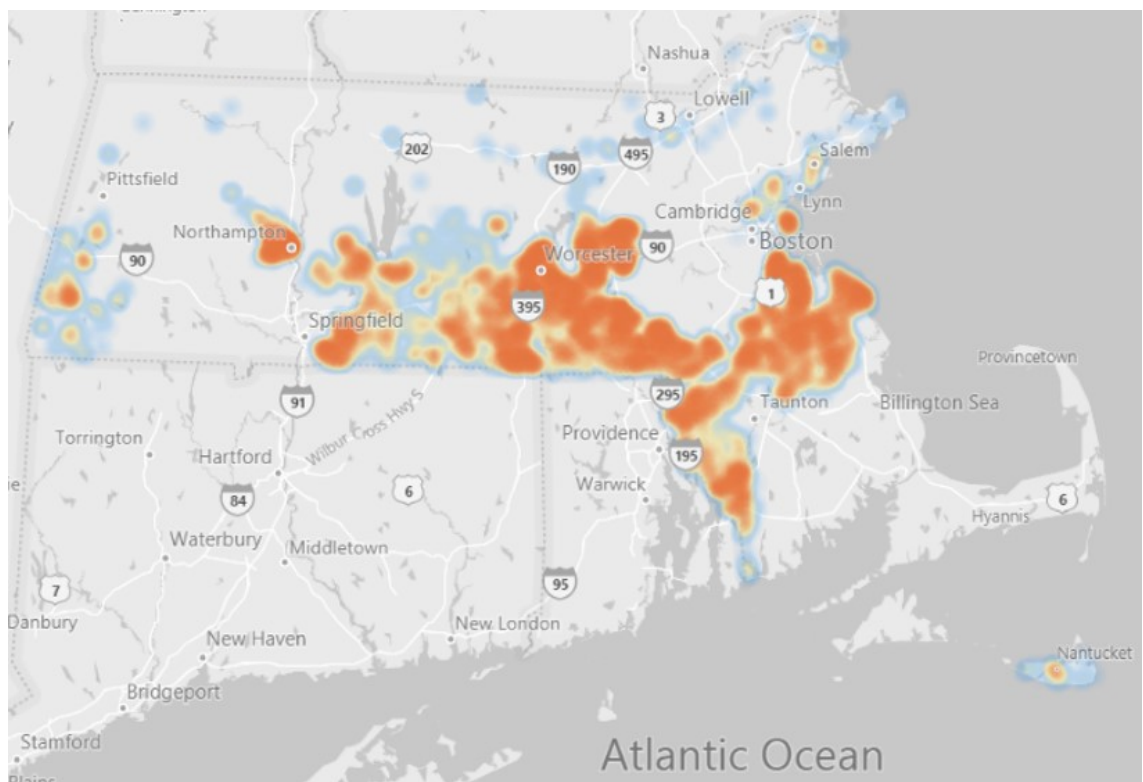 Nashua
Lowell
3
202
495
190
Salem
Pittsfield
Lynn
Cambridge
Northampton
90
Worcester
90
Boston
1
395
Springfield
Provincetown
295
91
Taunton
Billington Sea
Wilbur Cross Hwy S
Torrington
Providence
195
Hartford
6
Warwick
84
6
Hyannis
Waterbury
Middletown
95
7
Danbury
New London
New Haven
Nantucket
Bridgeport
Stamford
Atlantic Ocean
Plains